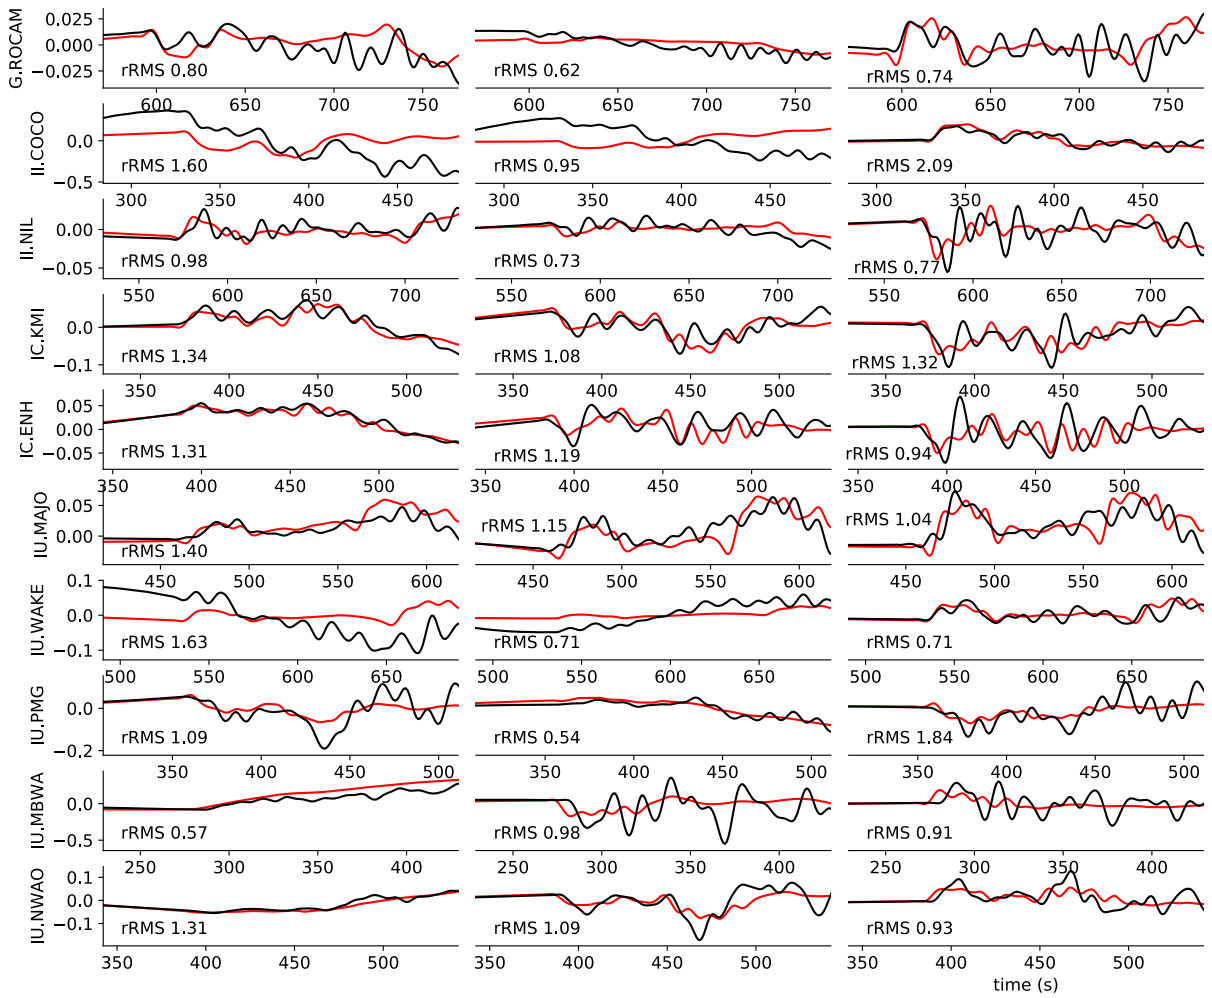 G.ROCAM
0.025
0.000
−0.025
rRMS 0.80
rRMS 0.62
rRMS 0.74
600 650 700 750
600 650 700 750
600 650 700 750
II.COCO
0.0
−0.5
rRMS 1.60
rRMS 0.95
rRMS 2.09
300 350 400 450
300 350 400 450
300 350 400 450
II.NIL
0.00
−0.05
rRMS 0.98
rRMS 0.73
rRMS 0.77
550 600 650 700
550 600 650 700
550 600 650 700
IC.KMI
0.0
−0.1
rRMS 1.34
rRMS 1.08
rRMS 1.32
350 400 450 500
350 400 450 500
350 400 450 500
IC.ENH
0.05
0.00
−0.05
rRMS 1.31
rRMS 1.19
rRMS 0.94
350 400 450 500 550
350 400 450 500 550
350 400 450 500 550
IU.MAJO
0.05
0.00
rRMS 1.40
rRMS 1.15
rRMS 1.04
450 500 550 600
450 500 550 600
450 500 550 600
IU.WAKE
0.1
0.0
−0.1
rRMS 1.63
rRMS 0.71
rRMS 0.71
500 550 600 650
500 550 600 650
500 550 600 650
IU.PMG
0.0
−0.2
rRMS 1.09
rRMS 0.54
rRMS 1.84
350 400 450 500
350 400 450 500
350 400 450 500
IU.MBWA
0.0
−0.5
rRMS 0.57
rRMS 0.98
rRMS 0.91
250 300 350 400
250 300 350 400
250 300 350 400
IU.NWAO
0.1
0.0
−0.1
rRMS 1.31
rRMS 1.09
rRMS 0.93
350 400 450 500
350 400 450 500
350 400 450 500
time (s)